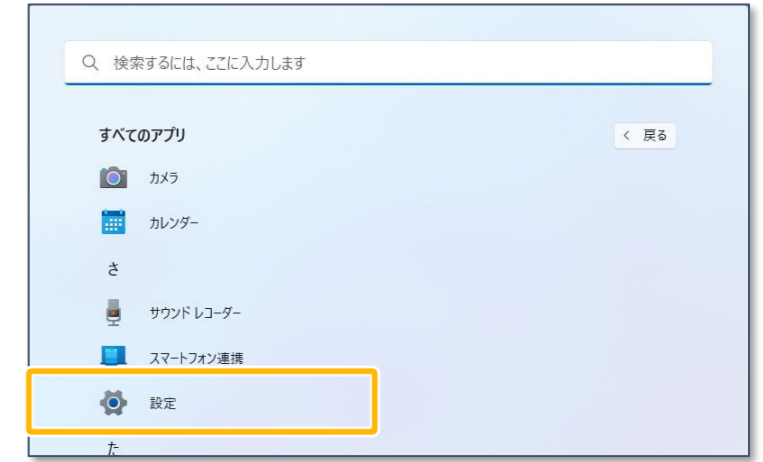 検索するには、ここに入力します
すべてのアプリ
戻る
カメラ
カレンダー
さ
サウンド レコーダー
スマートフォン連携
設定
た